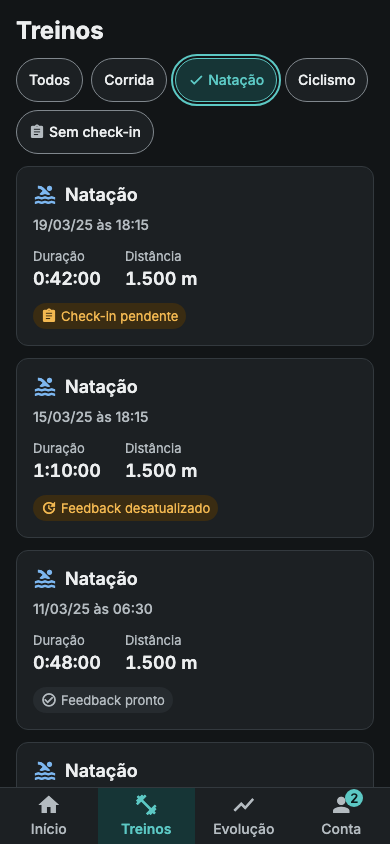 Treinos
Todos
Corrida
Natação
Ciclismo
Sem check-in
Natação
19/03/25 às 18:15
Duração Distância
0:42:00 1.500 m
Check-in pendente
Natação
15/03/25 às 18:15
Duração Distância
1:10:00 1.500 m
Feedback desatualizado
Natação
11/03/25 às 06:30
Duração Distância
0:48:00 1.500 m
Feedback pronto
Natação
2
Início Treinos Evolução Conta